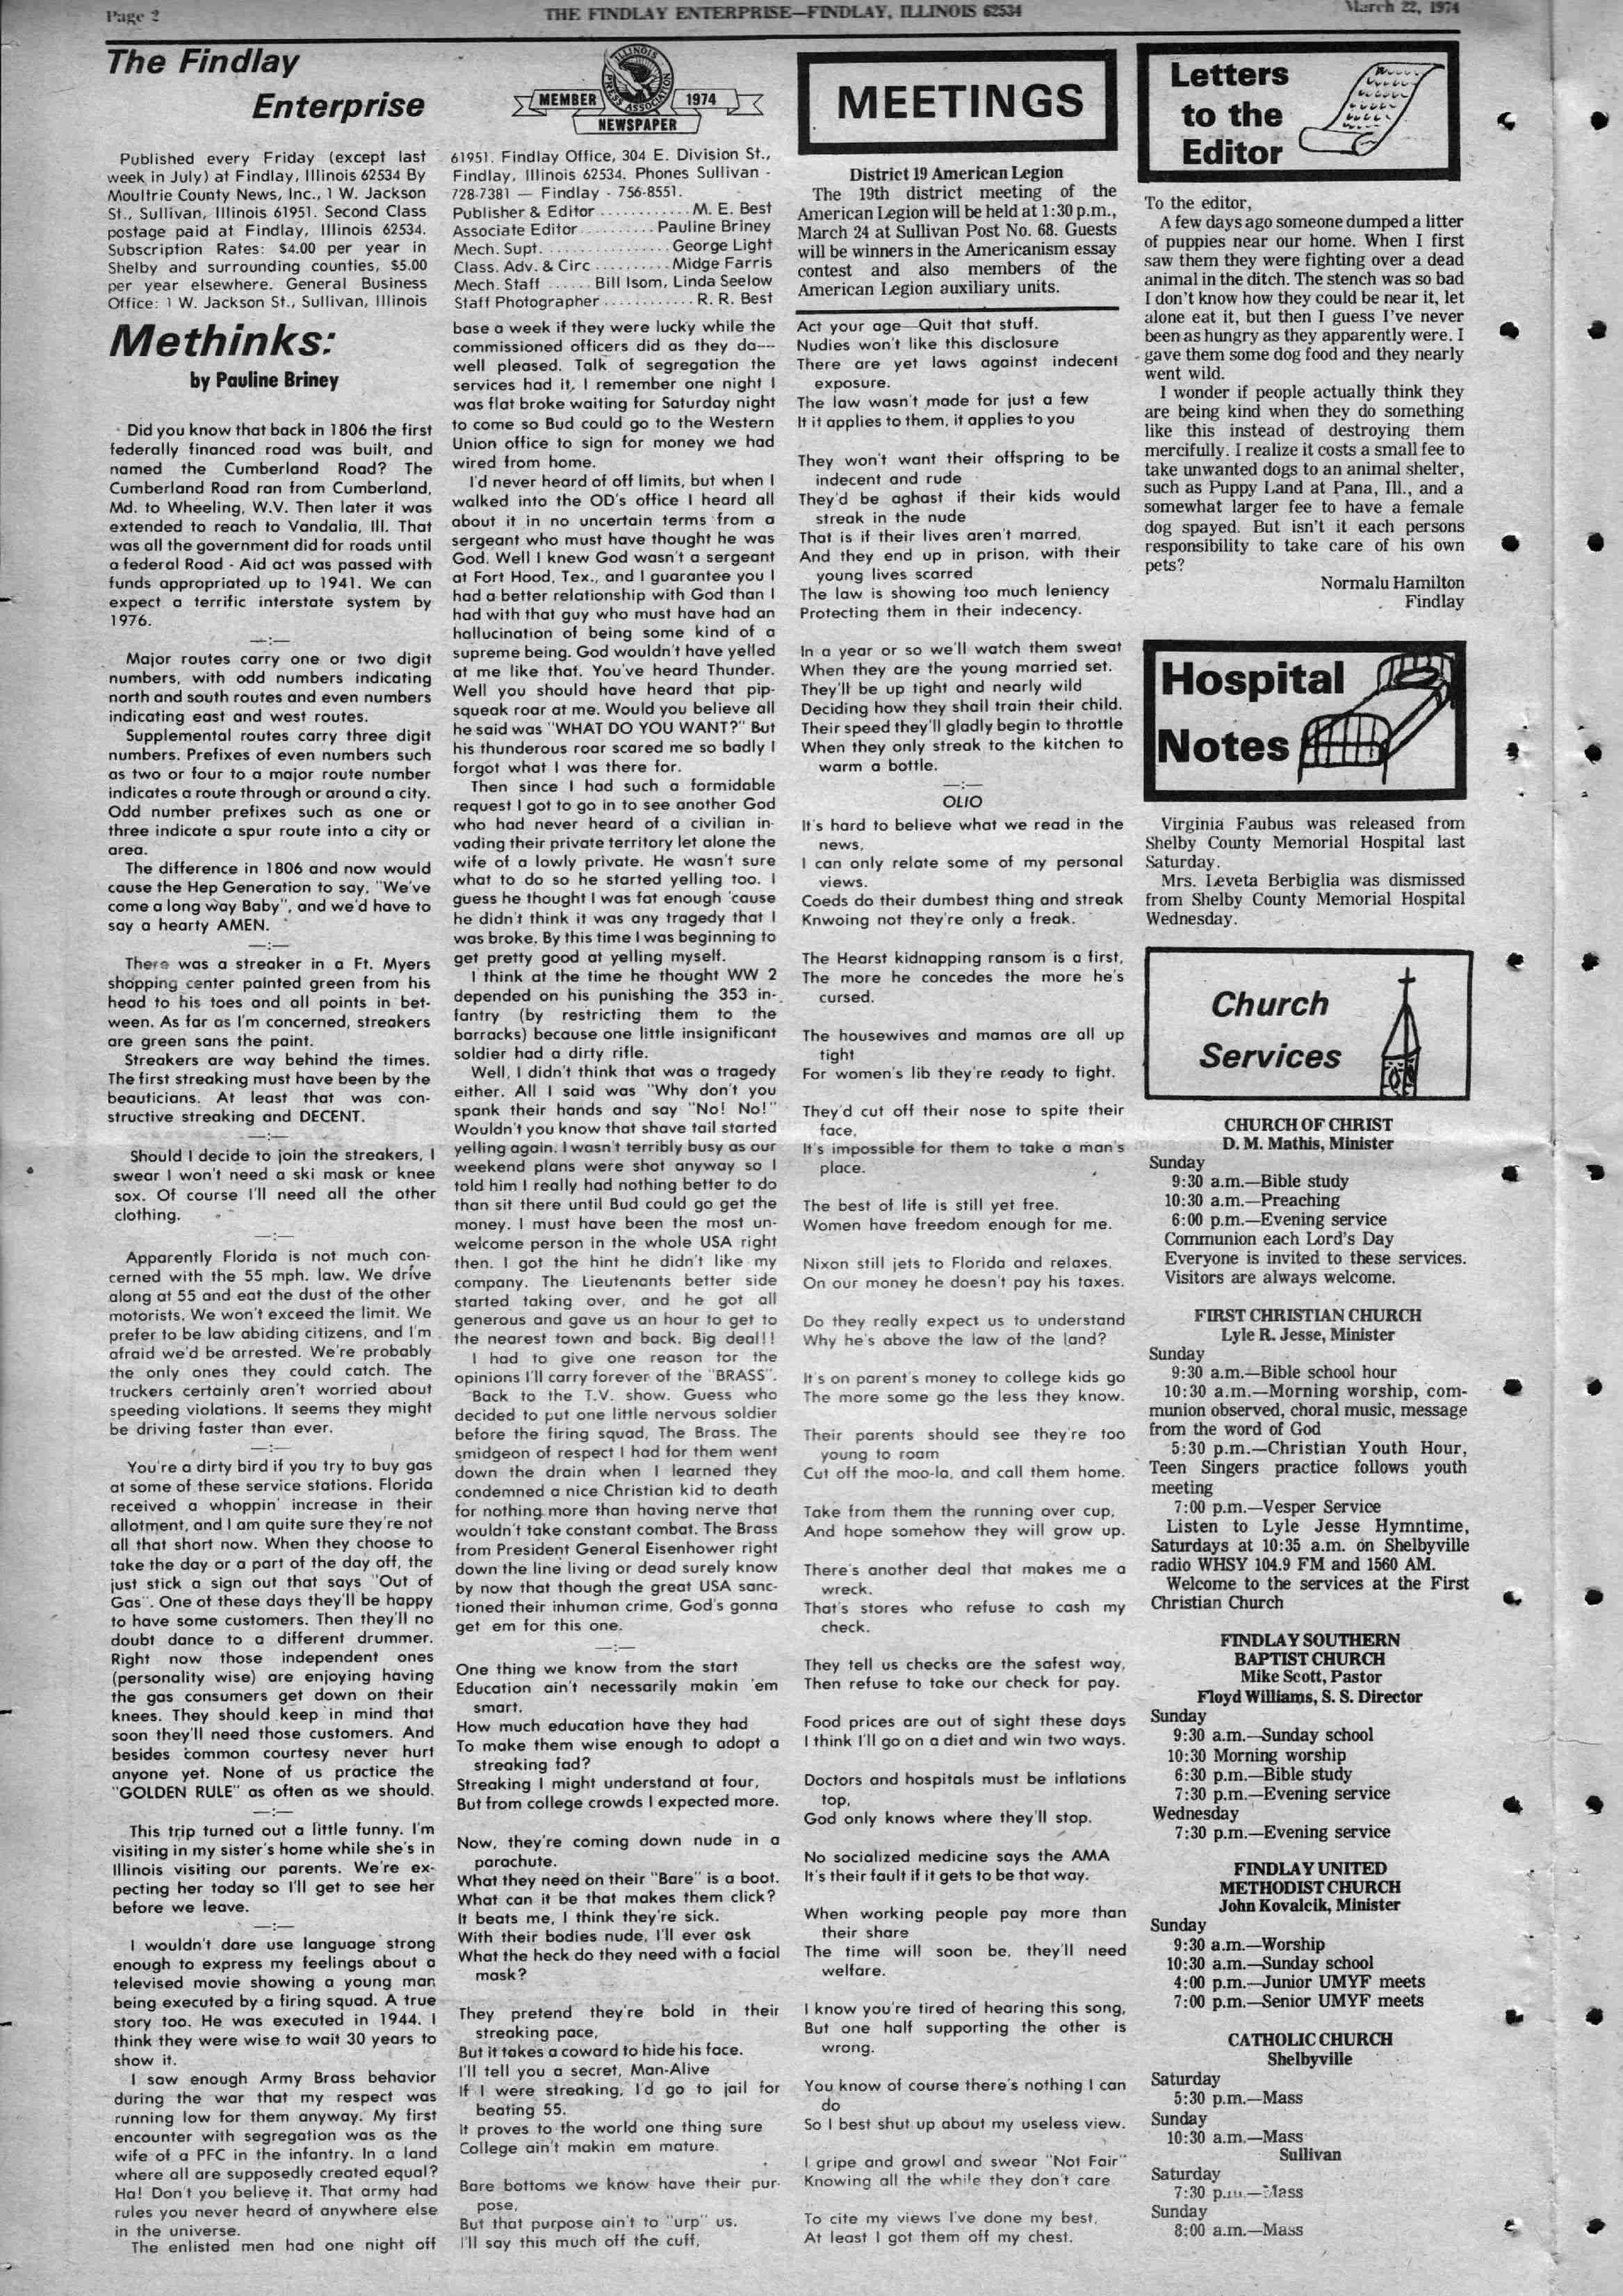 Page 2
THE FINDLAY ENTERPRISE—FINDLAY, ILLINOIS 62534
March 22, 1974
The Findlay
Enterprise
Published every Friday (except last
week in July) at Findlay, Illinois 62534 By
Moultrie County News, Inc., 1 W. Jackson
St., Sullivan, Illinois 61951. Second Class
postage paid at Findlay, Illinois 62534.
Subscription Rates: $4.00 per year in
Shelby and surrounding counties, $5.00
per year elsewhere. General Business
Office: 1 W. Jackson St., Sullivan, Illinois
ILLINOIS
PRESS ASSOCIATION
MEMBER
1974
NEWSPAPER
61951. Findlay Office, 304 E. Division St.,
Findlay, Illinois 62534. Phones Sullivan -
728-7381 — Findlay - 756-8551.
Publisher & Editor ............ M. E. Best
Associate Editor .......... Pauline Briney
Mech. Supt. ................ George Light
Class. Adv. & Circ .......... Midge Farris
Mech. Staff ...... Bill Isom, Linda Seelow
Staff Photographer ............ R. R. Best
Methinks:
by Pauline Briney
Did you know that back in 1806 the first
federally financed road was built, and
named the Cumberland Road? The
Cumberland Road ran from Cumberland,
Md. to Wheeling, W.V. Then later it was
extended to reach to Vandalia, Ill. That
was all the government did for roads until
a federal Road - Aid act was passed with
funds appropriated up to 1941. We can
expect a terrific interstate system by
1976.
—:—
Major routes carry one or two digit
numbers, with odd numbers indicating
north and south routes and even numbers
indicating east and west routes.
Supplemental routes carry three digit
numbers. Prefixes of even numbers such
as two or four to a major route number
indicates a route through or around a city.
Odd number prefixes such as one or
three indicate a spur route into a city or
area.
The difference in 1806 and now would
cause the Hep Generation to say, "We've
come a long way Baby", and we'd have to
say a hearty AMEN.
—:—
There was a streaker in a Ft. Myers
shopping center painted green from his
head to his toes and all points in bet-
ween. As far as I'm concerned, streakers
are green sans the paint.
Streakers are way behind the times.
The first streaking must have been by the
beauticians. At least that was con-
structive streaking and DECENT.
—:—
Should I decide to join the streakers, I
swear I won't need a ski mask or knee
sox. Of course I'll need all the other
clothing.
—:—
Apparently Florida is not much con-
cerned with the 55 mph. law. We drive
along at 55 and eat the dust of the other
motorists. We won't exceed the limit. We
prefer to be law abiding citizens, and I'm
afraid we'd be arrested. We're probably
the only ones they could catch. The
truckers certainly aren't worried about
speeding violations. It seems they might
be driving faster than ever.
—:—
You're a dirty bird if you try to buy gas
at some of these service stations. Florida
received a whoppin' increase in their
allotment, and I am quite sure they're not
all that short now. When they choose to
take the day or a part of the day off, the
just stick a sign out that says "Out of
Gas". One of these days they'll be happy
to have some customers. Then they'll no
doubt dance to a different drummer.
Right now those independent ones
(personality wise) are enjoying having
the gas consumers get down on their
knees. They should keep in mind that
soon they'll need those customers. And
besides common courtesy never hurt
anyone yet. None of us practice the
"GOLDEN RULE" as often as we should.
—:—
This trip turned out a little funny. I'm
visiting in my sister's home while she's in
Illinois visiting our parents. We're ex-
pecting her today so I'll get to see her
before we leave.
—:—
I wouldn't dare use language strong
enough to express my feelings about a
televised movie showing a young man
being executed by a firing squad. A true
story too. He was executed in 1944. I
think they were wise to wait 30 years to
show it.
I saw enough Army Brass behavior
during the war that my respect was
running low for them anyway. My first
encounter with segregation was as the
wife of a PFC in the infantry. In a land
where all are supposedly created equal?
Ha! Don't you believe it. That army had
rules you never heard of anywhere else
in the universe.
The enlisted men had one night off
base a week if they were lucky while the
commissioned officers did as they da---
well pleased. Talk of segregation the
services had it, I remember one night I
was flat broke waiting for Saturday night
to come so Bud could go to the Western
Union office to sign for money we had
wired from home.
I'd never heard of off limits, but when I
walked into the OD's office I heard all
about it in no uncertain terms from a
sergeant who must have thought he was
God. Well I knew God wasn't a sergeant
at Fort Hood, Tex., and I guarantee you I
had a better relationship with God than I
had with that guy who must have had an
hallucination of being some kind of a
supreme being. God wouldn't have yelled
at me like that. You've heard Thunder.
Well you should have heard that pip-
squeak roar at me. Would you believe all
he said was "WHAT DO YOU WANT?" But
his thunderous roar scared me so badly I
forgot what I was there for.
Then since I had such a formidable
request I got to go in to see another God
who had never heard of a civilian in-
vading their private territory let alone the
wife of a lowly private. He wasn't sure
what to do so he started yelling too. I
guess he thought I was fat enough 'cause
he didn't think it was any tragedy that I
was broke. By this time I was beginning to
get pretty good at yelling myself.
I think at the time he thought WW 2
depended on his punishing the 353 in-
fantry (by restricting them to the
barracks) because one little insignificant
soldier had a dirty rifle.
Well, I didn't think that was a tragedy
either. All I said was "Why don't you
spank their hands and say "No! No!"
Wouldn't you know that shave tail started
yelling again. I wasn't terribly busy as our
weekend plans were shot anyway so I
told him I really had nothing better to do
than sit there until Bud could go get the
money. I must have been the most un-
welcome person in the whole USA right
then. I got the hint he didn't like my
company. The Lieutenants better side
started taking over, and he got all
generous and gave us an hour to get to
the nearest town and back. Big deal!!
I had to give one reason for the
opinions I'll carry forever of the "BRASS".
Back to the T.V. show. Guess who
decided to put one little nervous soldier
before the firing squad, The Brass. The
smidgeon of respect I had for them went
down the drain when I learned they
condemned a nice Christian kid to death
for nothing more than having nerve that
wouldn't take constant combat. The Brass
from President General Eisenhower right
down the line living or dead surely know
by now that though the great USA sanc-
tioned their inhuman crime, God's gonna
get em for this one.
—:—
One thing we know from the start
Education ain't necessarily makin 'em
smart.
How much education have they had
To make them wise enough to adopt a
streaking fad?
Streaking I might understand at four,
But from college crowds I expected more.
Now, they're coming down nude in a
parachute.
What they need on their "Bare" is a boot.
What can it be that makes them click?
It beats me, I think they're sick.
With their bodies nude, I'll ever ask
What the heck do they need with a facial
mask?
They pretend they're bold in their
streaking pace,
But it takes a coward to hide his face.
I'll tell you a secret, Man-Alive
If I were streaking, I'd go to jail for
beating 55.
It proves to the world one thing sure
College ain't makin em mature.
Bare bottoms we know have their pur-
pose,
But that purpose ain't to "urp" us.
I'll say this much off the cuff,
MEETINGS
District 19 American Legion
The 19th district meeting of the
American Legion will be held at 1:30 p.m.,
March 24 at Sullivan Post No. 68. Guests
will be winners in the Americanism essay
contest and also members of the
American Legion auxiliary units.
Act your age—Quit that stuff.
Nudies won't like this disclosure
There are yet laws against indecent
exposure.
The law wasn't made for just a few
It it applies to them, it applies to you
They won't want their offspring to be
indecent and rude
They'd be aghast if their kids would
streak in the nude
That is if their lives aren't marred,
And they end up in prison, with their
young lives scarred
The law is showing too much leniency
Protecting them in their indecency.
In a year or so we'll watch them sweat
When they are the young married set.
They'll be up tight and nearly wild
Deciding how they shall train their child.
Their speed they'll gladly begin to throttle
When they only streak to the kitchen to
warm a bottle.
—:—
OLIO
It's hard to believe what we read in the
news,
I can only relate some of my personal
views.
Coeds do their dumbest thing and streak
Knwoing not they're only a freak.
The Hearst kidnapping ransom is a first,
The more he concedes the more he's
cursed.
The housewives and mamas are all up
tight
For women's lib they're ready to fight.
They'd cut off their nose to spite their
face,
It's impossible for them to take a man's
place.
The best of life is still yet free.
Women have freedom enough for me.
Nixon still jets to Florida and relaxes,
On our money he doesn't pay his taxes.
Do they really expect us to understand
Why he's above the law of the land?
It's on parent's money to college kids go
The more some go the less they know.
Their parents should see they're too
young to roam
Cut off the moo-la, and call them home.
Take from them the running over cup,
And hope somehow they will grow up.
There's another deal that makes me a
wreck.
That's stores who refuse to cash my
check.
They tell us checks are the safest way,
Then refuse to take our check for pay.
Food prices are out of sight these days
I think I'll go on a diet and win two ways.
Doctors and hospitals must be inflations
top,
God only knows where they'll stop.
No socialized medicine says the AMA
It's their fault if it gets to be that way.
When working people pay more than
their share
The time will soon be, they'll need
welfare.
I know you're tired of hearing this song,
But one half supporting the other is
wrong.
You know of course there's nothing I can
do
So I best shut up about my useless view.
I gripe and growl and swear "Not Fair"
Knowing all the while they don't care
To cite my views I've done my best,
At least I got them off my chest.
Letters
to the
Editor
To the editor,
A few days ago someone dumped a litter
of puppies near our home. When I first
saw them they were fighting over a dead
animal in the ditch. The stench was so bad
I don't know how they could be near it, let
alone eat it, but then I guess I've never
been as hungry as they apparently were. I
gave them some dog food and they nearly
went wild.
I wonder if people actually think they
are being kind when they do something
like this instead of destroying them
mercifully. I realize it costs a small fee to
take unwanted dogs to an animal shelter,
such as Puppy Land at Pana, Ill., and a
somewhat larger fee to have a female
dog spayed. But isn't it each persons
responsibility to take care of his own
pets?
Normalu Hamilton
Findlay
Hospital
Notes
Virginia Faubus was released from
Shelby County Memorial Hospital last
Saturday.
Mrs. Leveta Berbiglia was dismissed
from Shelby County Memorial Hospital
Wednesday.
Church
Services
CHURCH OF CHRIST
D. M. Mathis, Minister
Sunday
9:30 a.m.—Bible study
10:30 a.m.—Preaching
6:00 p.m.—Evening service
Communion each Lord's Day
Everyone is invited to these services.
Visitors are always welcome.
FIRST CHRISTIAN CHURCH
Lyle R. Jesse, Minister
Sunday
9:30 a.m.—Bible school hour
10:30 a.m.—Morning worship, com-
munion observed, choral music, message
from the word of God
5:30 p.m.—Christian Youth Hour,
Teen Singers practice follows youth
meeting
7:00 p.m.—Vesper Service
Listen to Lyle Jesse Hymntime,
Saturdays at 10:35 a.m. on Shelbyville
radio WHSY 104.9 FM and 1560 AM.
Welcome to the services at the First
Christian Church
FINDLAY SOUTHERN
BAPTIST CHURCH
Mike Scott, Pastor
Floyd Williams, S. S. Director
Sunday
9:30 a.m.—Sunday school
10:30 Morning worship
6:30 p.m.—Bible study
7:30 p.m.—Evening service
Wednesday
7:30 p.m.—Evening service
FINDLAY UNITED
METHODIST CHURCH
John Kovalcik, Minister
Sunday
9:30 a.m.—Worship
10:30 a.m.—Sunday school
4:00 p.m.—Junior UMYF meets
7:00 p.m.—Senior UMYF meets
CATHOLIC CHURCH
Shelbyville
Saturday
5:30 p.m.—Mass
Sunday
10:30 a.m.—Mass
Sullivan
Saturday
7:30 p.m.—Mass
Sunday
8:00 a.m.—Mass